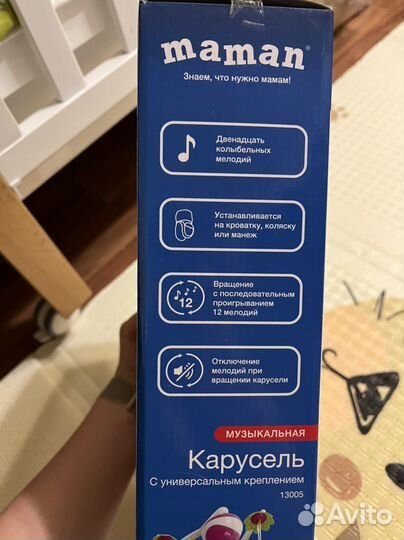 maman®
Знаем, что нужно мамам!
Двенадцать
колыбельных
мелодий
Устанавливается
на кроватку, коляску
или манеж
12
Вращение
с последовательным
проигрыванием
12 мелодий
Отключение
мелодий при
вращении карусели
МУЗЫКАЛЬНАЯ
Карусель
С универсальным креплением
13005
Avito